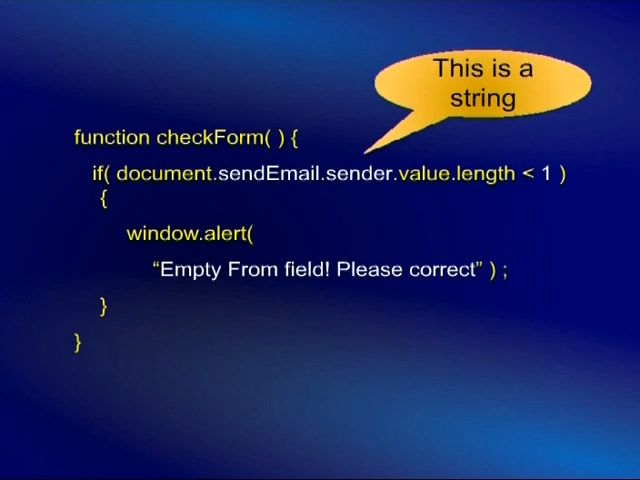 This is a
string
function checkForm( ) {
if( document.sendEmail.sender.value.length < 1 )
{
window.alert(
“Empty From field! Please correct” ) ;
}
}